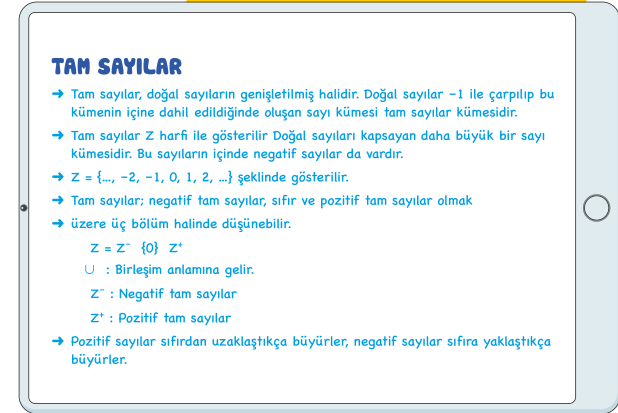 TAM SAYILAR
→ Tam sayılar, doğal sayıların genişletilmiş halidir. Doğal sayılar −1 ile çarpılıp bu
kümenin içine dahil edildiğinde oluşan sayı kümesi tam sayılar kümesidir.
→ Tam sayılar Z harfi ile gösterilir Doğal sayıları kapsayan daha büyük bir sayı
kümesidir. Bu sayıların içinde negatif sayılar da vardır.
→ Z = {…, −2, −1, 0, 1, 2, …} şeklinde gösterilir.
→ Tam sayılar; negatif tam sayılar, sıfır ve pozitif tam sayılar olmak
→ üzere üç bölüm halinde düşünebilir.
Z = Z⁻ {0} Z⁺
∪ : Birleşim anlamına gelir.
Z⁻ : Negatif tam sayılar
Z⁺ : Pozitif tam sayılar
→ Pozitif sayılar sıfırdan uzaklaştıkça büyürler, negatif sayılar sıfıra yaklaştıkça
büyürler.